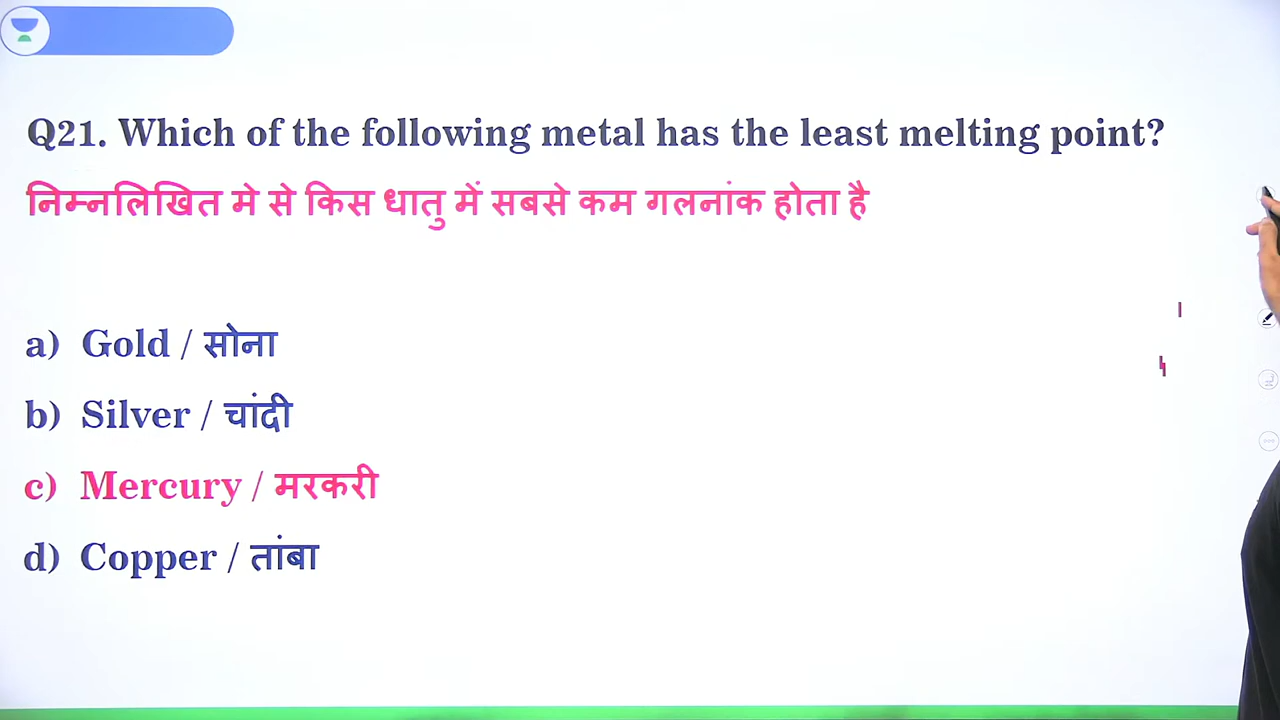 Q21. Which of the following metal has the least melting point?
निम्नलिखित मे से किस धातु में सबसे कम गलनांक होता है
a) Gold / सोना
b) Silver / चांदी
c) Mercury / मरकरी
d) Copper / तांबा